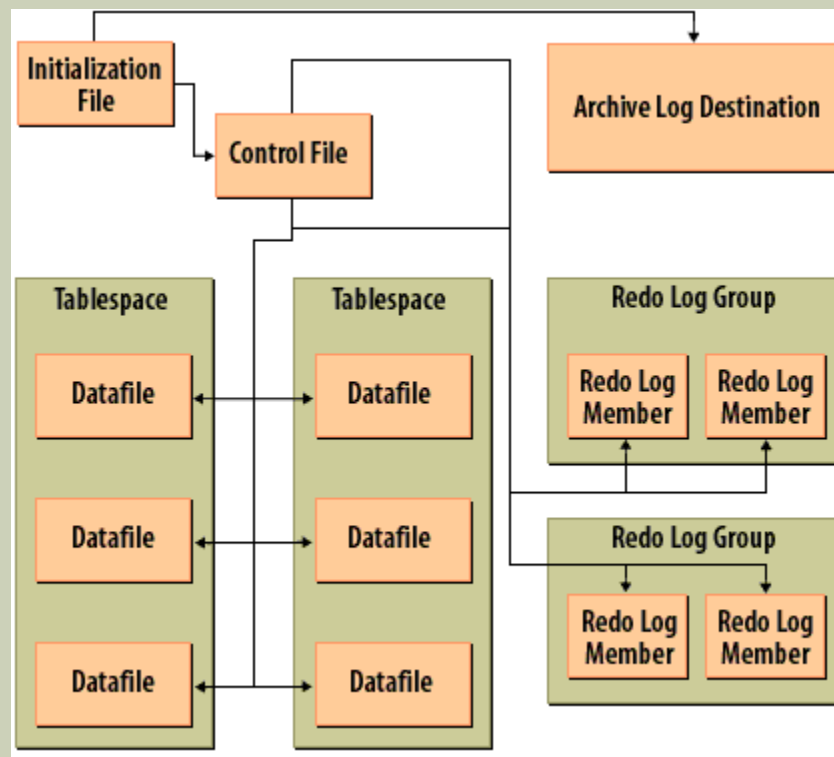 Initialization
File
Archive Log Destination
Control File
Tablespace
Datafile
Datafile
Datafile
Tablespace
Datafile
Datafile
Datafile
Redo Log Group
Redo Log
Member
Redo Log
Member
Redo Log Group
Redo Log
Member
Redo Log
Member